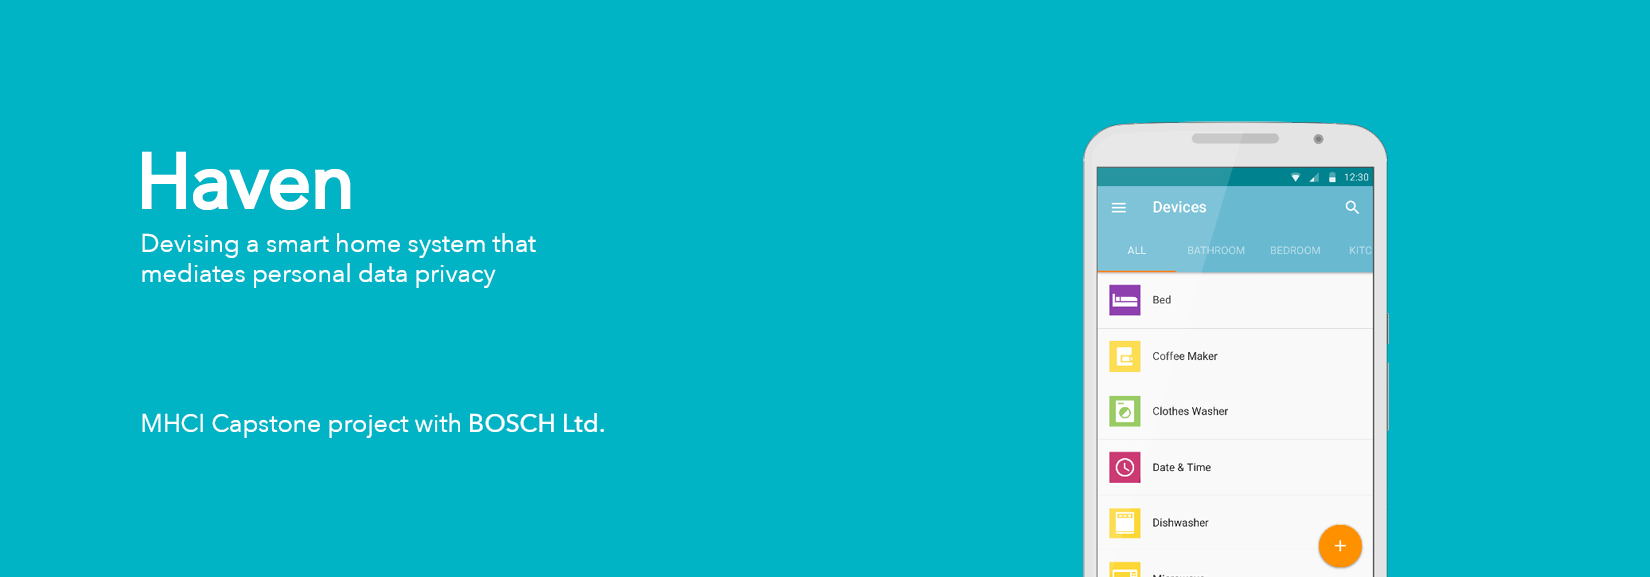 Haven
Devising a smart home system that
mediates personal data privacy
MHCI Capstone project with BOSCH Ltd.
12:30
Devices
ALL BATHROOM BEDROOM KITC
Bed
Coffee Maker
Clothes Washer
Date & Time
Dishwasher
+